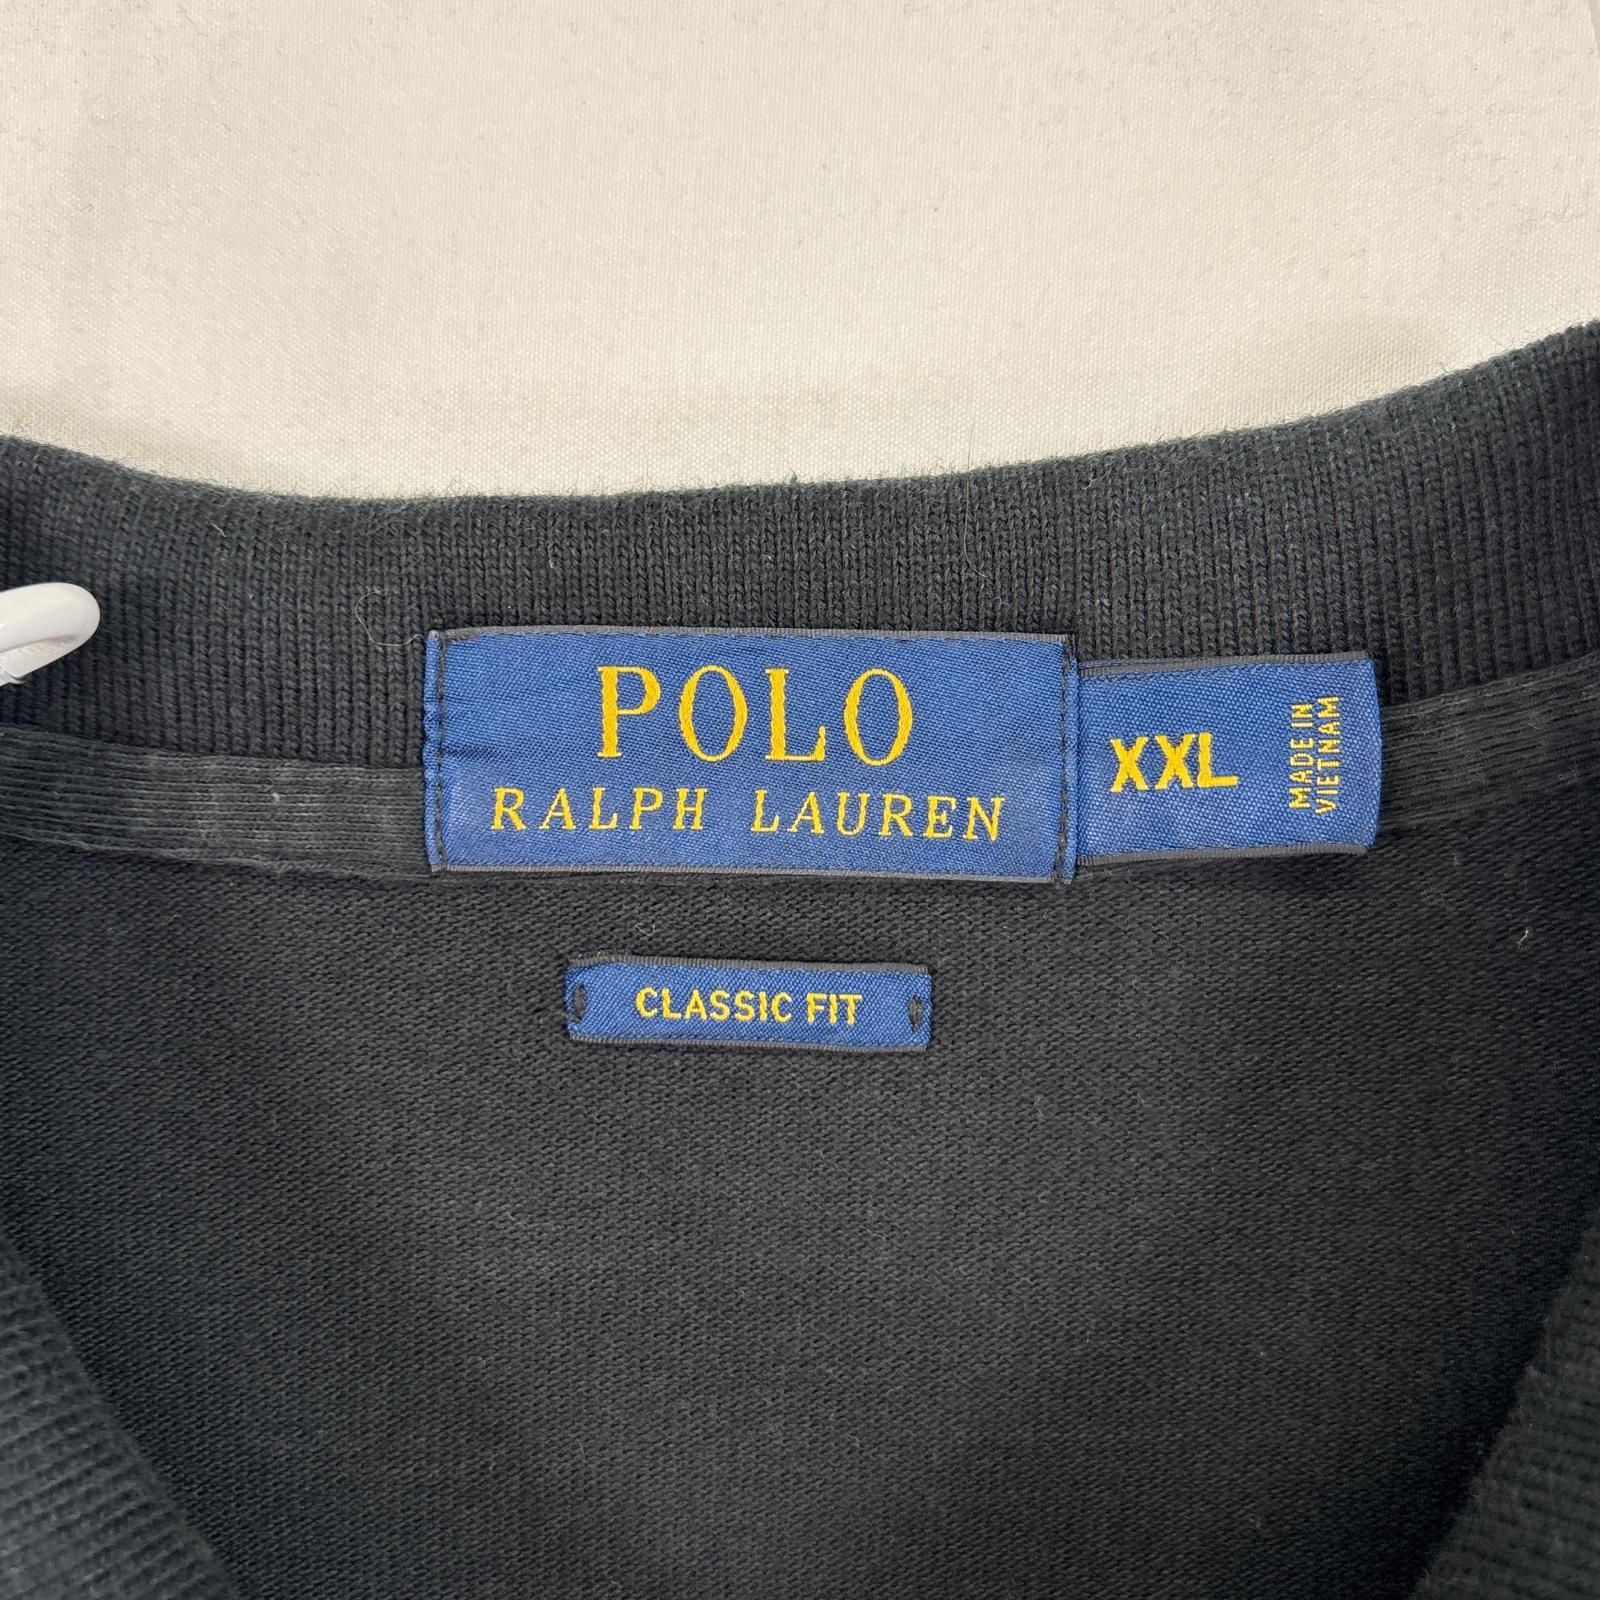 POLO
RALPH LAUREN
XXL
MADE IN
VIETNAM
CLASSIC FIT